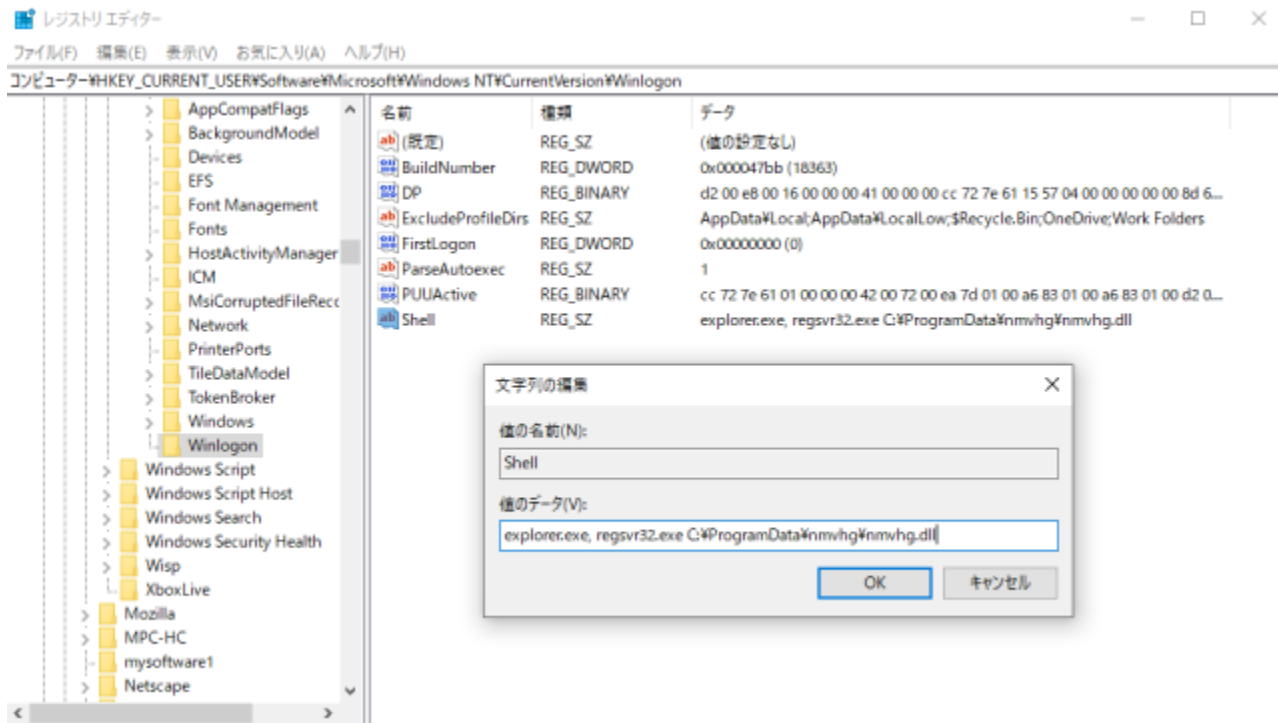 レジストリ エディター
ファイル(F) 編集(E) 表示(V) お気に入り(A) ヘルプ(H)
コンピューター¥HKEY_CURRENT_USER¥Software¥Microsoft¥Windows NT¥CurrentVersion¥Winlogon
AppCompatFlags
BackgroundModel
Devices
EFS
Font Management
Fonts
HostActivityManager
ICM
MsiCorruptedFileRecc
Network
PrinterPorts
TileDataModel
TokenBroker
Windows
Winlogon
Windows Script
Windows Script Host
Windows Search
Windows Security Health
Wisp
XboxLive
Mozilla
MPC-HC
mysoftware1
Netscape
名前 種類 データ
(既定) REG_SZ (値の設定なし)
BuildNumber REG_DWORD 0x000047bb (18363)
DP REG_BINARY d2 00 e8 00 16 00 00 00 41 00 00 00 cc 72 7e 61 15 57 04 00 00 00 00 00 8d 6...
ExcludeProfileDirs REG_SZ AppData¥Local;AppData¥LocalLow;$Recycle.Bin;OneDrive;Work Folders
FirstLogon REG_DWORD 0x00000000 (0)
ParseAutoexec REG_SZ 1
PUUActive REG_BINARY cc 72 7e 61 01 00 00 00 42 00 72 00 ea 7d 01 00 a6 83 01 00 a6 83 01 00 d2 0...
Shell REG_SZ explorer.exe, regsvr32.exe C:¥ProgramData¥nmvhg¥nmvhg.dll
文字列の編集
値の名前(N):
Shell
値のデータ(V):
explorer.exe, regsvr32.exe C:¥ProgramData¥nmvhg¥nmvhg.dll
OK キャンセル